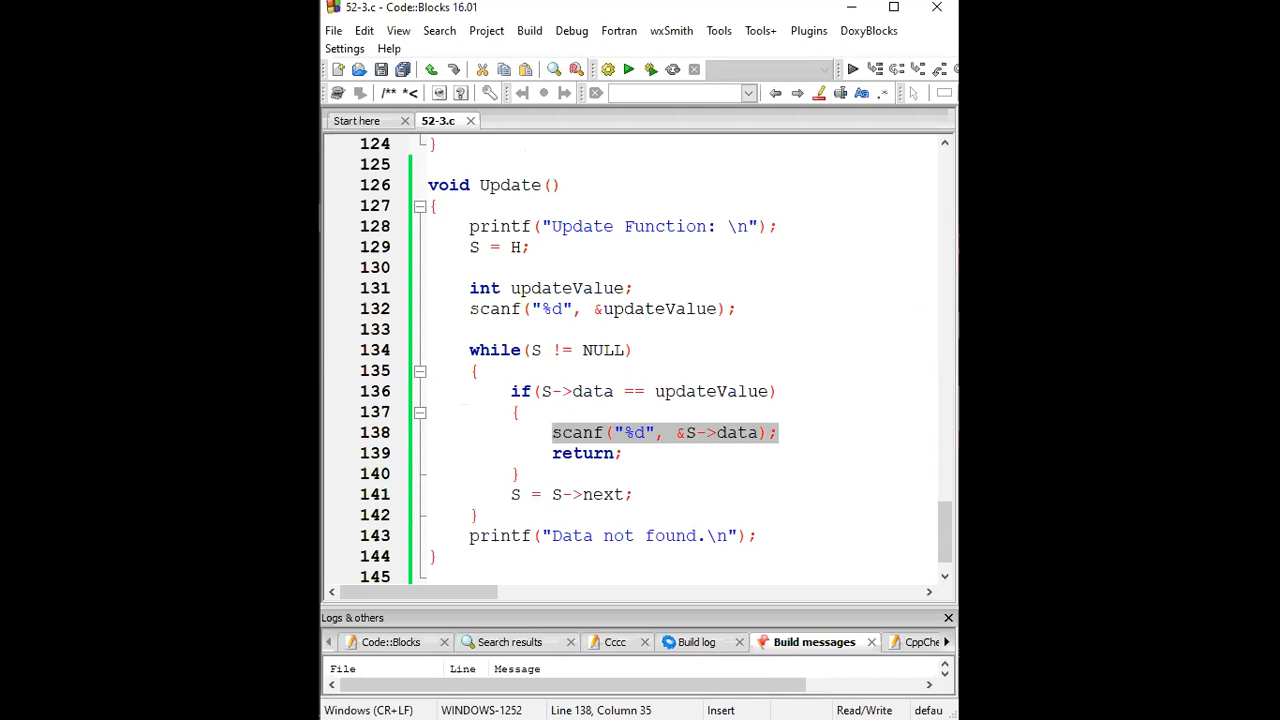 52-3.c - Code::Blocks 16.01
File Edit View Search Project Build Debug Fortran wxSmith Tools Tools+ Plugins DoxyBlocks
Settings Help
/** *<
Start here 52-3.c
124 }
125
126 void Update()
127 {
128 printf("Update Function: \n");
129 S = H;
130
131 int updateValue;
132 scanf("%d", &updateValue);
133
134 while(S != NULL)
135 {
136 if(S->data == updateValue)
137 {
138 scanf("%d", &S->data);
139 return;
140 }
141 S = S->next;
142 }
143 printf("Data not found.\n");
144 }
145
Logs & others
Code::Blocks Search results Cccc Build log Build messages CppChe
File Line Message
Windows (CR+LF) WINDOWS-1252 Line 138, Column 35 Insert Read/Write defau